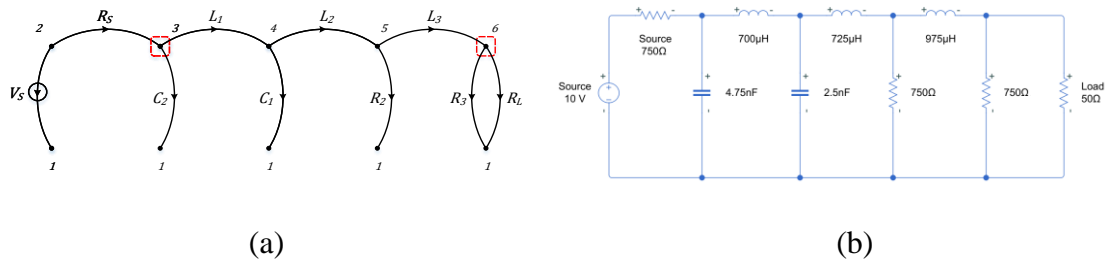 2 R_S 3 L_1 4 L_2 5 L_3 6
V_S C_2 C_1 R_2 R_3 R_L
1 1 1 1 1
(a)
+ - + - + - + -
Source
750Ω
700µH 725µH 975µH
Source
10 V
+ - + - + - + - + - + -
4.75nF 2.5nF 750Ω 750Ω
Load
50Ω
(b)